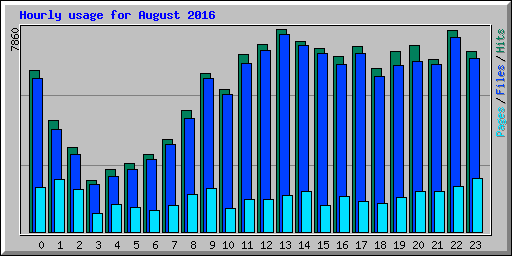 Hourly usage for August 2016
7860
Pages/Files/Hits
0 1 2 3 4 5 6 7 8 9 10 11 12 13 14 15 16 17 18 19 20 21 22 23